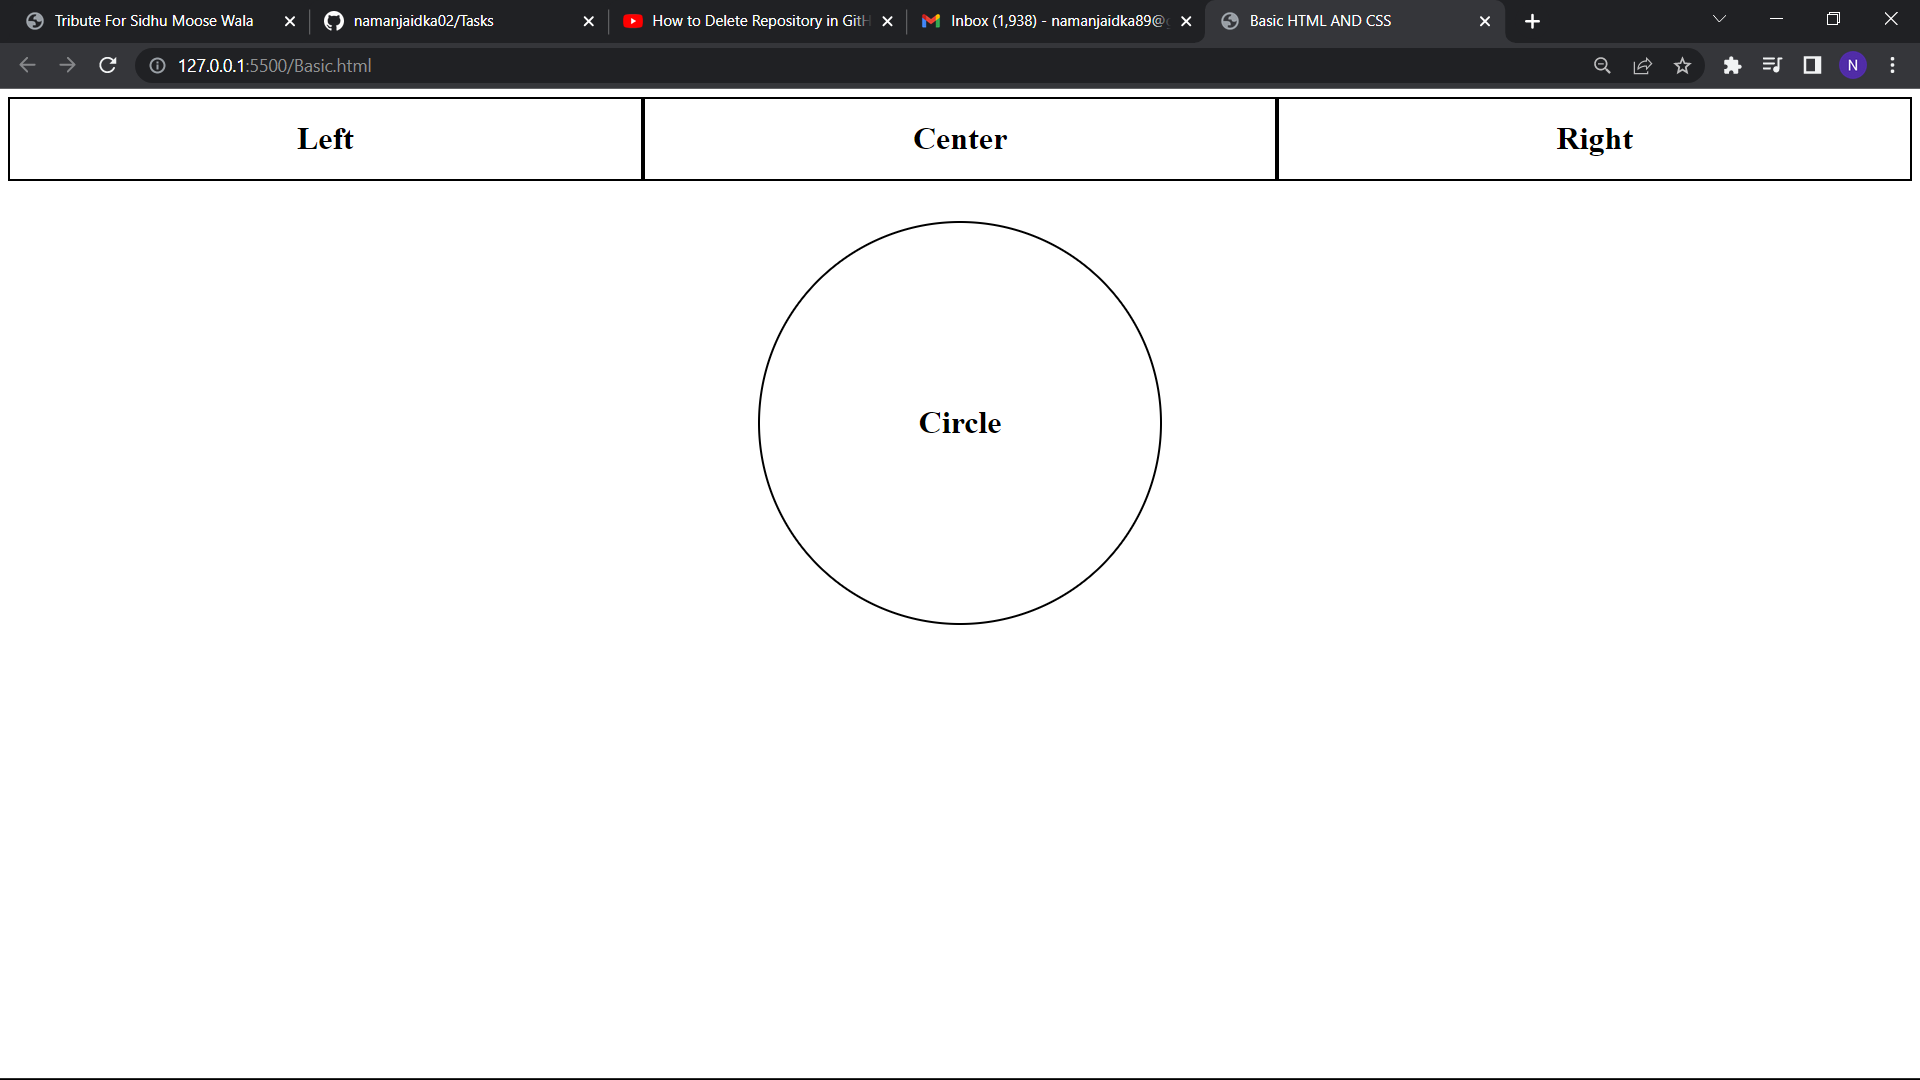 Tribute For Sidhu Moose Wala
namanjaidka02/Tasks
How to Delete Repository in GitH
Inbox (1,938) - namanjaidka89@
Basic HTML AND CSS
127.0.0.1:5500/Basic.html
N
Left Center Right
Circle